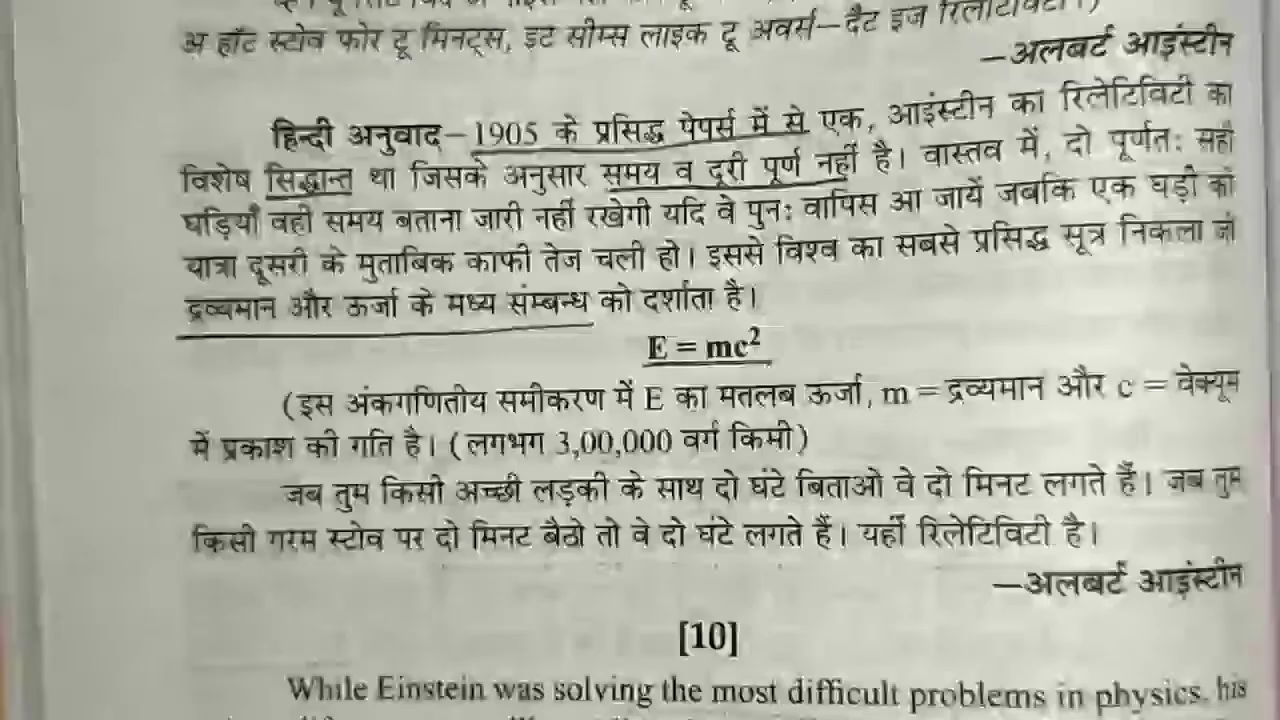 अ हॉट स्टोव फोर टू मिनट्स, इट सीम्स लाइक टू अवर्स–दैट इज रिलेटिविटी।)
–अलबर्ट आइंस्टीन
हिन्दी अनुवाद–1905 के प्रसिद्ध पेपर्स में से एक, आइंस्टीन का रिलेटिविटी का
विशेष सिद्धान्त था जिसके अनुसार समय व दूरी पूर्ण नहीं है। वास्तव में, दो पूर्णतः सही
घड़ियाँ वही समय बताना जारी नहीं रखेगी यदि वे पुनः वापिस आ जायें जबकि एक घड़ी की
यात्रा दूसरी के मुताबिक काफी तेज चली हो। इससे विश्व का सबसे प्रसिद्ध सूत्र निकला जो
द्रव्यमान और ऊर्जा के मध्य संम्बन्ध को दर्शाता है।
E = mc²
(इस अंकगणितीय समीकरण में E का मतलब ऊर्जा, m = द्रव्यमान और c = वेक्यूम
में प्रकाश की गति है। (लगभग 3,00,000 वर्ग किमी)
जब तुम किसी अच्छी लड़की के साथ दो घंटे बिताओ वे दो मिनट लगते हैं। जब तुम
किसी गरम स्टोव पर दो मिनट बैठो तो वे दो घंटे लगते हैं। यहीं रिलेटिविटी है।
–अलबर्ट आइंस्टीन
[10]
While Einstein was solving the most difficult problems in physics, his